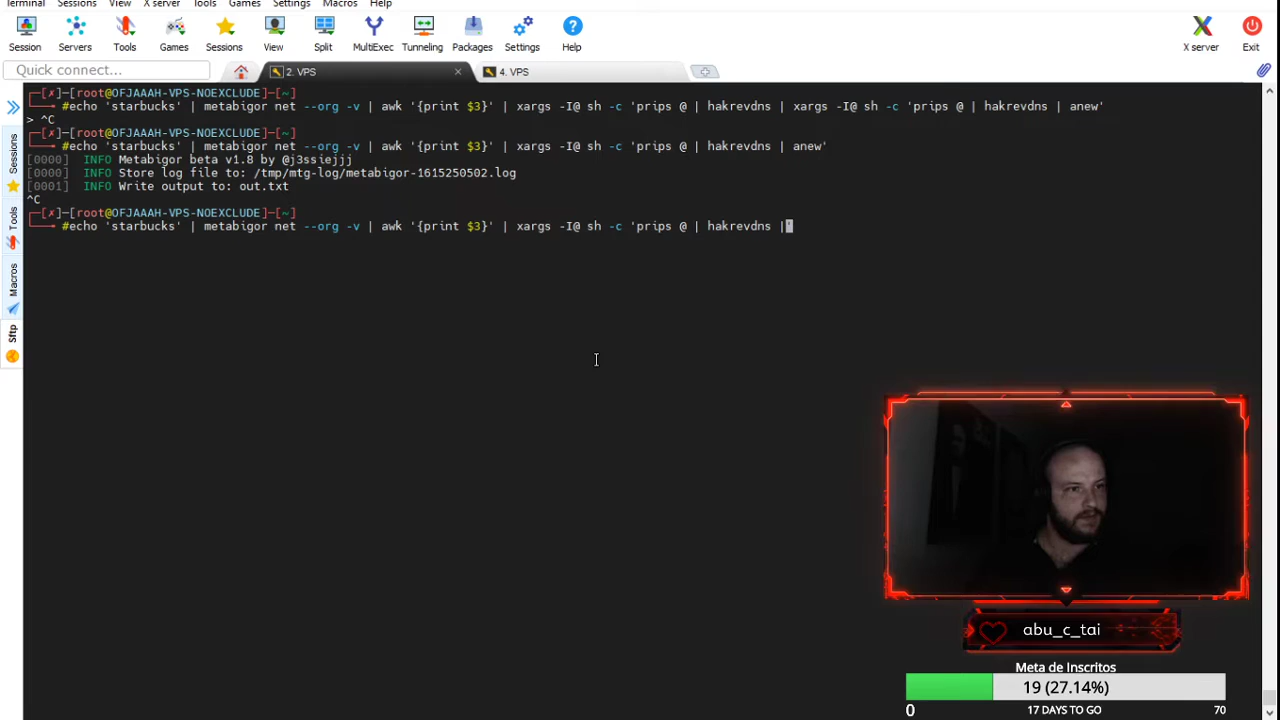 Terminal Sessions View X server Tools Games Settings Macros Help
Session Servers Tools Games Sessions View Split MultiExec Tunneling Packages Settings Help X server Exit
Quick connect...
2. VPS
4. VPS
Sessions
Tools
Macros
Sftp
┌─[✗]─[root@OFJAAAH-VPS-NOEXCLUDE]─[~]
└──╼ #echo 'starbucks' | metabigor net --org -v | awk '{print $3}' | xargs -I@ sh -c 'prips @ | hakrevdns | xargs -I@ sh -c 'prips @ | hakrevdns | anew'
> ^C
┌─[✗]─[root@OFJAAAH-VPS-NOEXCLUDE]─[~]
└──╼ #echo 'starbucks' | metabigor net --org -v | awk '{print $3}' | xargs -I@ sh -c 'prips @ | hakrevdns | anew'
[0000] INFO Metabigor beta v1.8 by @j3ssiejjj
[0000] INFO Store log file to: /tmp/mtg-log/metabigor-1615250502.log
[0001] INFO Write output to: out.txt
^C
┌─[✗]─[root@OFJAAAH-VPS-NOEXCLUDE]─[~]
└──╼ #echo 'starbucks' | metabigor net --org -v | awk '{print $3}' | xargs -I@ sh -c 'prips @ | hakrevdns |'
abu_c_tai
Meta de Inscritos
19 (27.14%)
0 17 DAYS TO GO 70